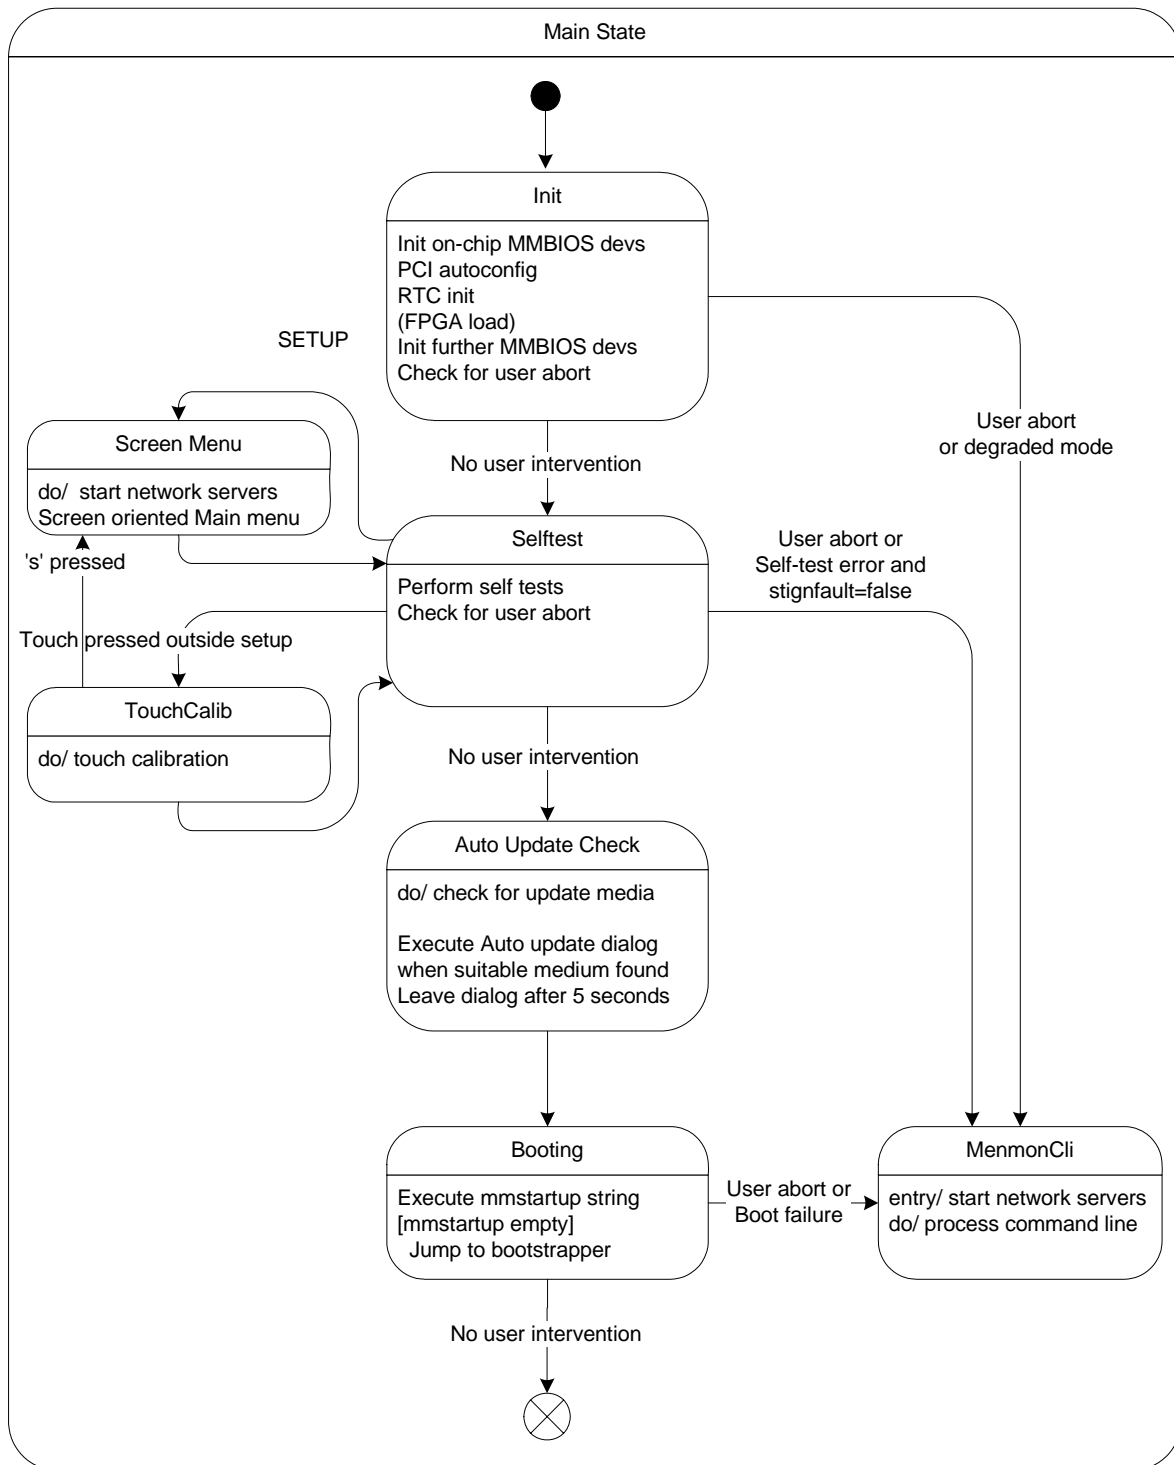 Main State
Init
Init on-chip MMBIOS devs
PCI autoconfig
RTC init
(FPGA load)
Init further MMBIOS devs
Check for user abort
SETUP
User abort
or degraded mode
No user intervention
Screen Menu
do/  start network servers
Screen oriented Main menu
's' pressed
Selftest
Perform self tests
Check for user abort
User abort or
Self-test error and
stignfault=false
Touch pressed outside setup
TouchCalib
do/ touch calibration
No user intervention
Auto Update Check
do/ check for update media
Execute Auto update dialog
when suitable medium found
Leave dialog after 5 seconds
Booting
Execute mmstartup string
[mmstartup empty]
Jump to bootstrapper
User abort or
Boot failure
MenmonCli
entry/ start network servers
do/ process command line
No user intervention